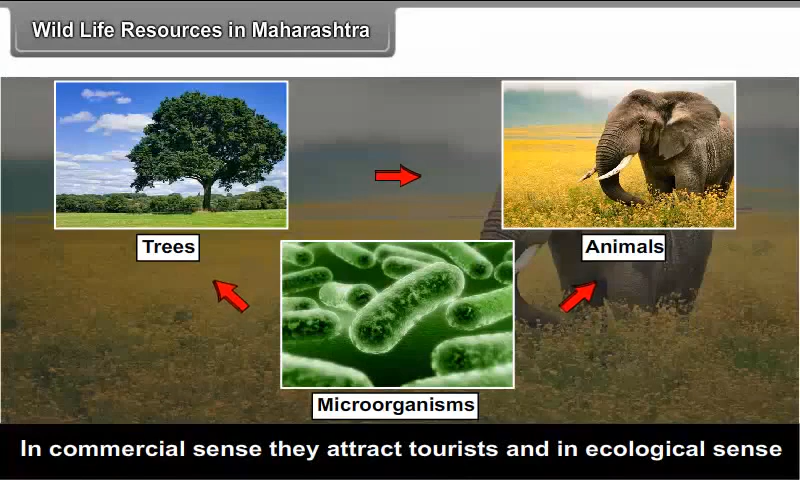 Wild Life Resources in Maharashtra
Trees
Animals
Microorganisms
In commercial sense they attract tourists and in ecological sense